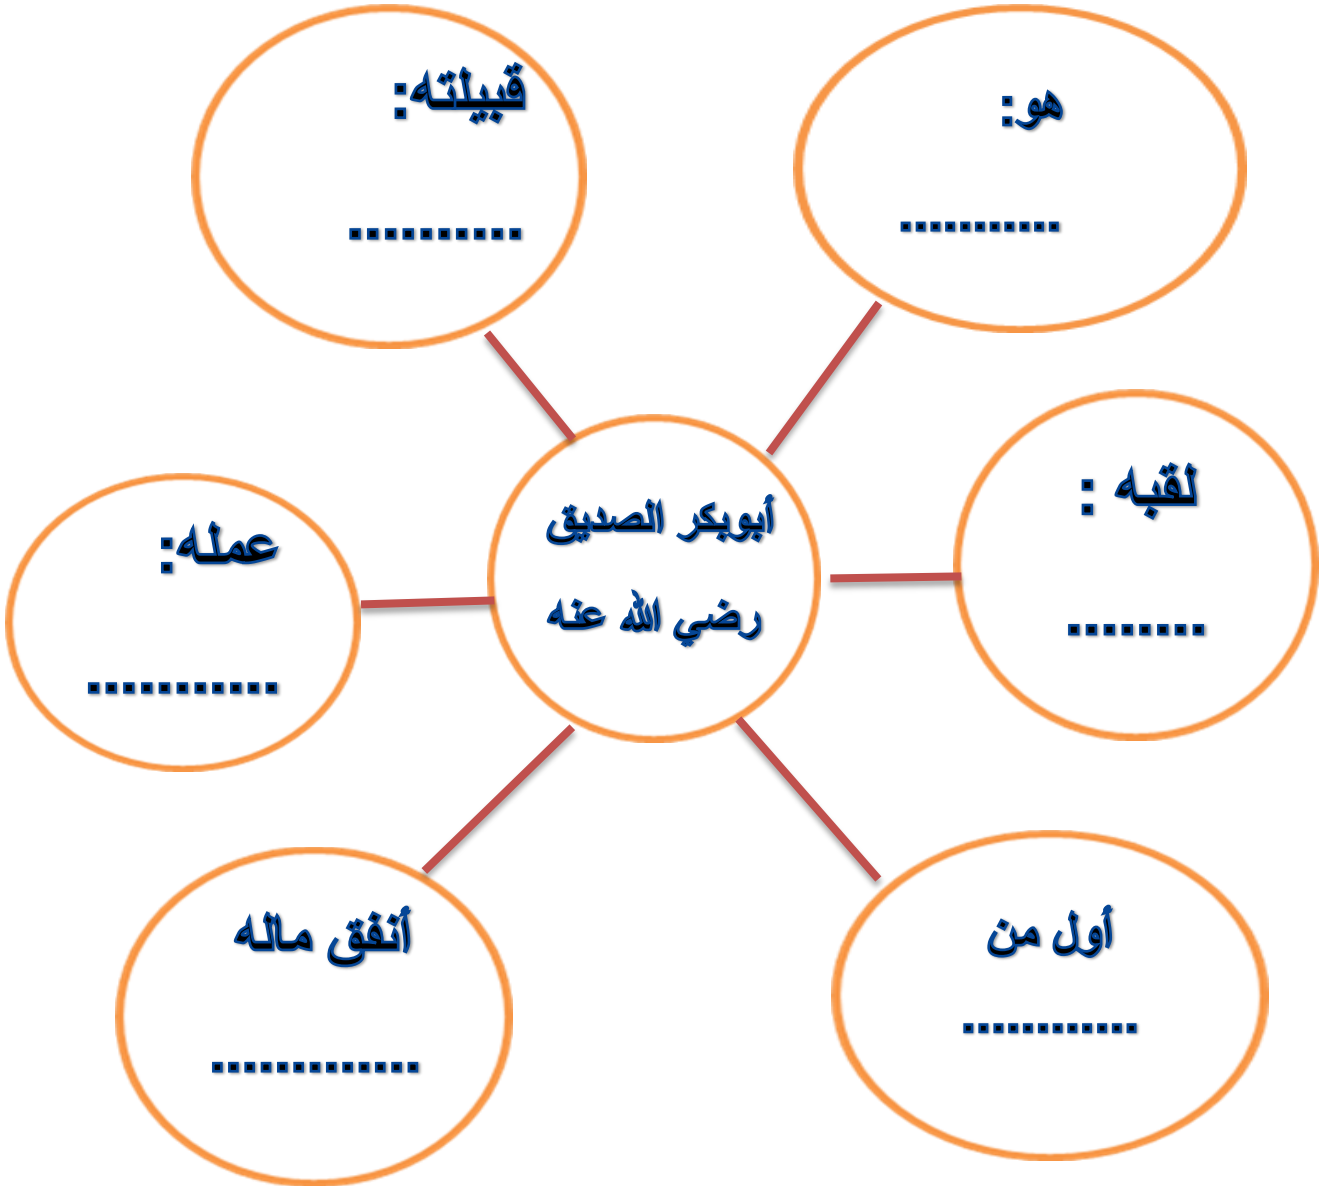 هو:
...........
قبيلته:
..........
لقبه :
........
أبوبكر الصديق
رضي الله عنه
عمله:
...........
أول من
............
أنفق ماله
.............